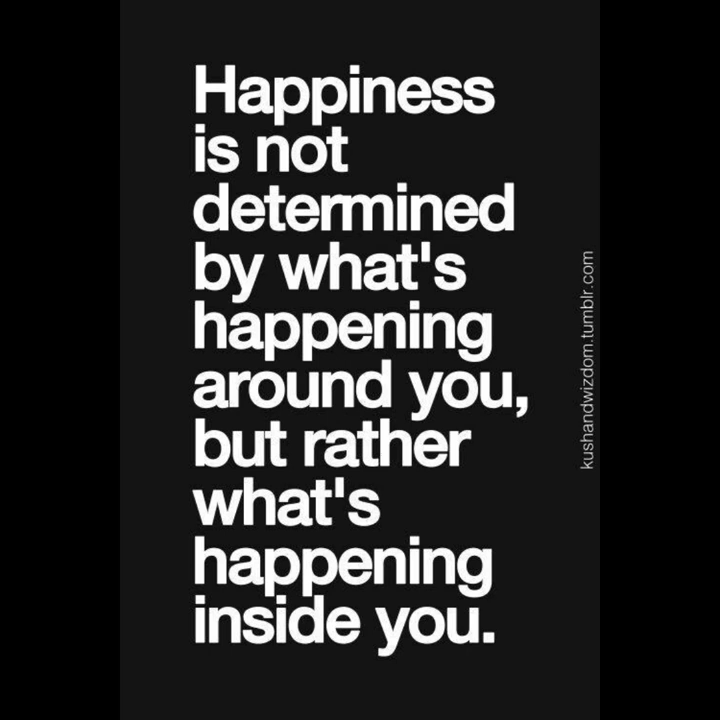 Happiness
is not
determined
by what's
happening
around you,
but rather
what's
happening
inside you.
kushandwizdom.tumblr.com